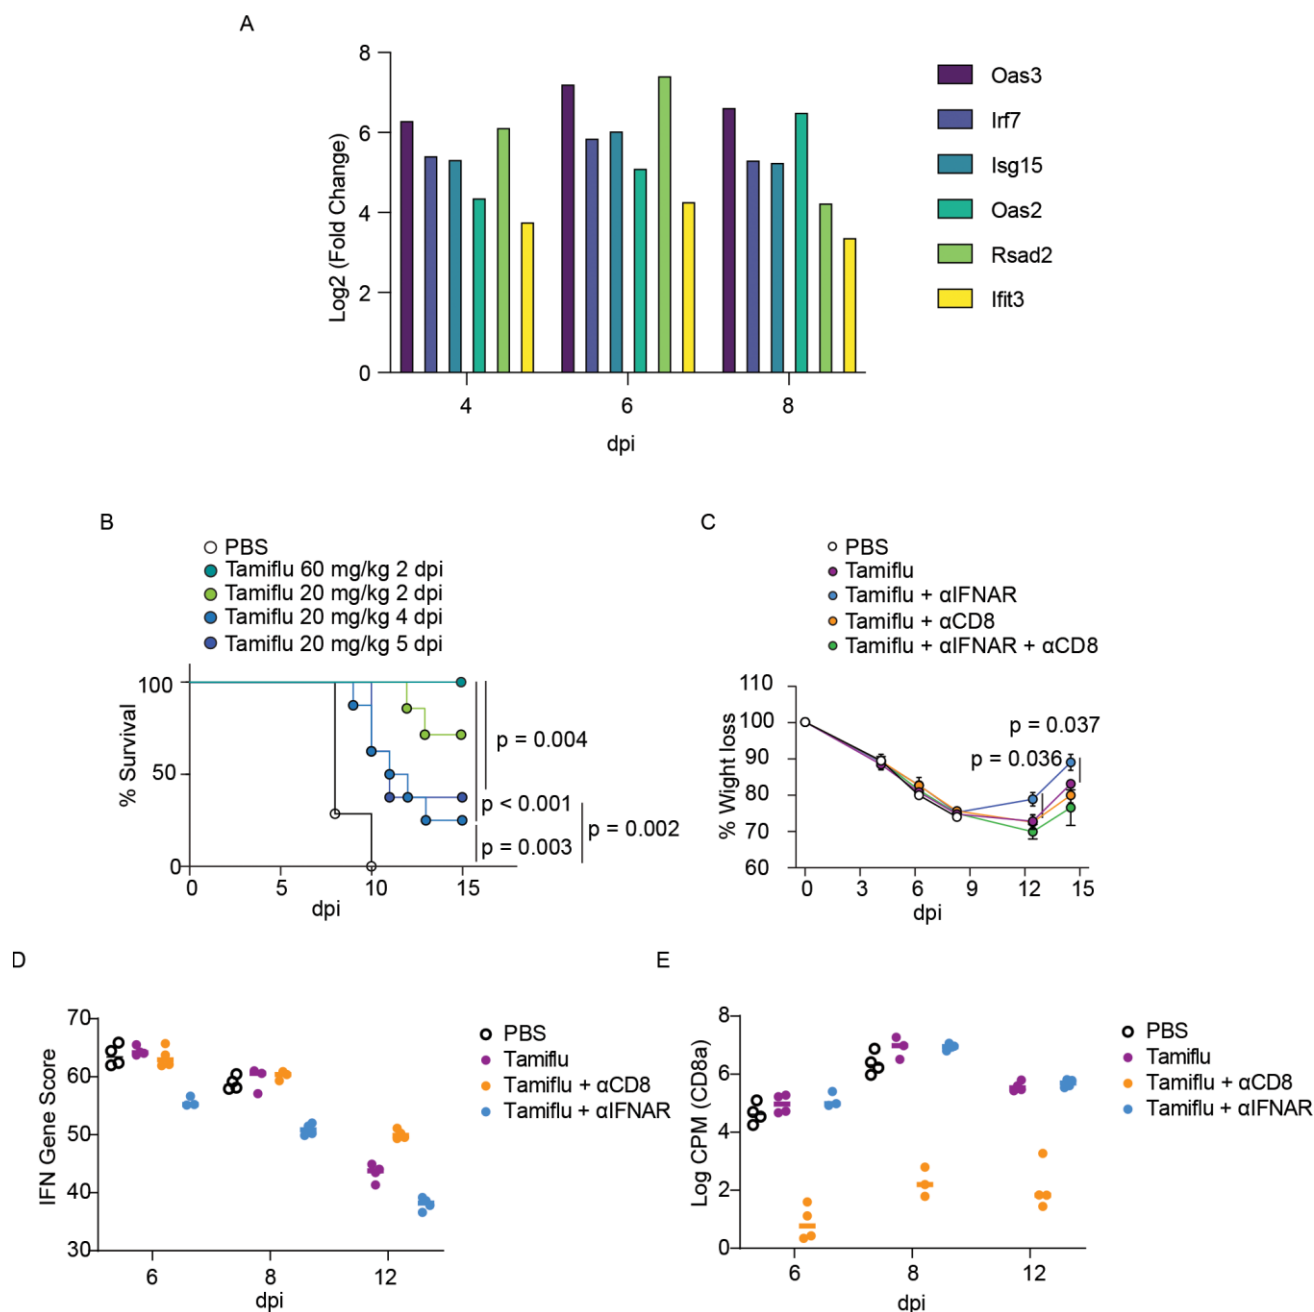 A
8
6
4
2
0
Log2 (Fold Change)
4
6
8
dpi
Oas3
Irf7
Isg15
Oas2
Rsad2
Ifit3
B
PBS
Tamiflu 60 mg/kg 2 dpi
Tamiflu 20 mg/kg 2 dpi
Tamiflu 20 mg/kg 4 dpi
Tamiflu 20 mg/kg 5 dpi
100
50
0
% Survival
0
5
10
15
dpi
p = 0.004
p < 0.001
p = 0.003
p = 0.002
C
PBS
Tamiflu
Tamiflu + αIFNAR
Tamiflu + αCD8
Tamiflu + αIFNAR + αCD8
110
100
90
80
70
60
% Wight loss
p = 0.037
p = 0.036
0
3
6
9
12
15
dpi
D
70
60
50
40
30
IFN Gene Score
6
8
12
dpi
PBS
Tamiflu
Tamiflu + αCD8
Tamiflu + αIFNAR
E
8
6
4
2
0
Log CPM (CD8a)
6
8
12
dpi
PBS
Tamiflu
Tamiflu + αCD8
Tamiflu + αIFNAR